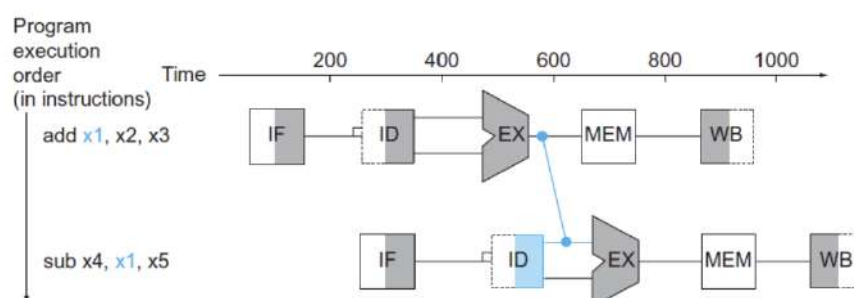 Program
execution
order
(in instructions)
Time
200 400 600 800 1000
add x1, x2, x3
IF ID EX MEM WB
sub x4, x1, x5
IF ID EX MEM WB